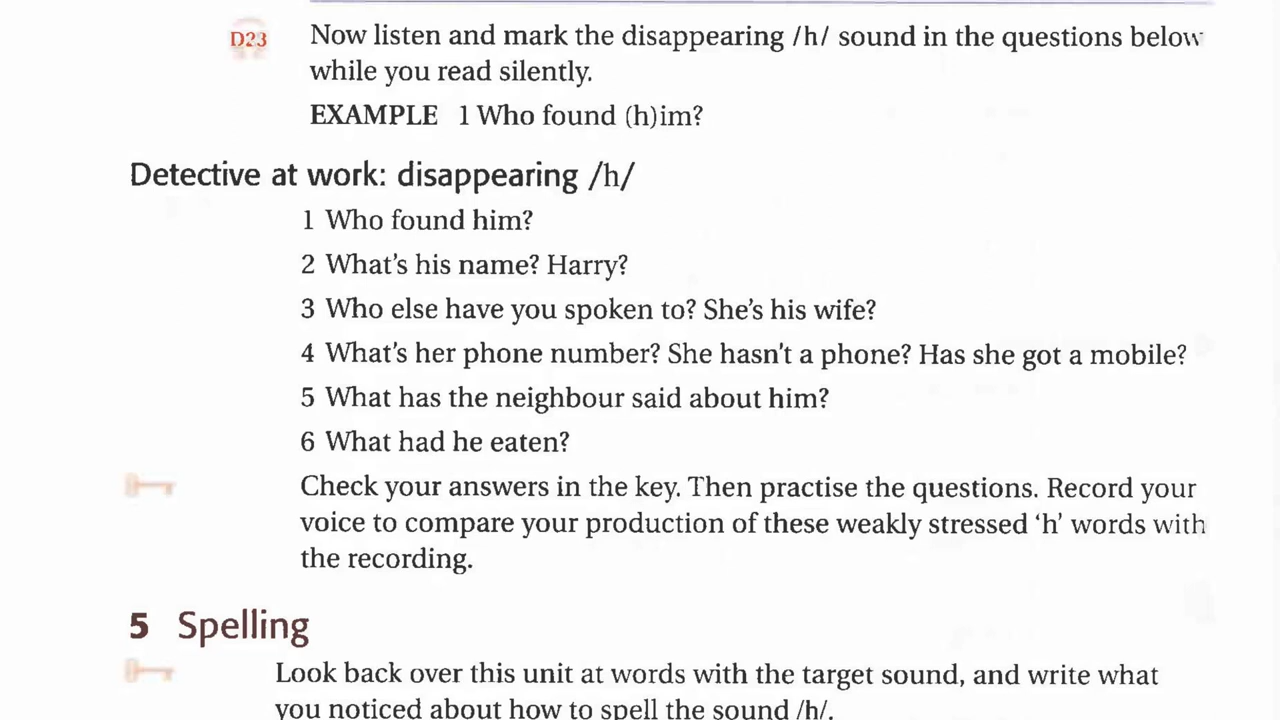 D23
Now listen and mark the disappearing /h/ sound in the questions below
while you read silently.
EXAMPLE 1 Who found (h)im?
Detective at work: disappearing /h/
1 Who found him?
2 What's his name? Harry?
3 Who else have you spoken to? She's his wife?
4 What's her phone number? She hasn't a phone? Has she got a mobile?
5 What has the neighbour said about him?
6 What had he eaten?
Check your answers in the key. Then practise the questions. Record your
voice to compare your production of these weakly stressed 'h' words with
the recording.
5 Spelling
Look back over this unit at words with the target sound, and write what
you noticed about how to spell the sound /h/.